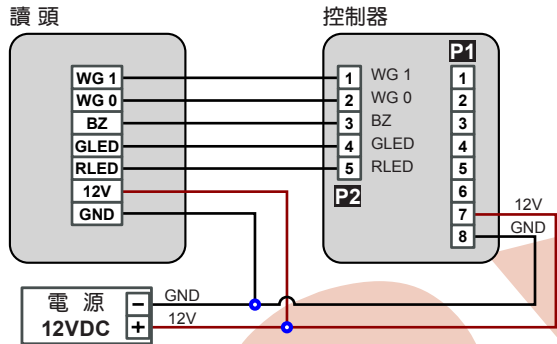 讀 頭
控制器
WG 1
WG 0
BZ
GLED
RLED
12V
GND
1 WG 1
2 WG 0
3 BZ
4 GLED
5 RLED
P2
P1
1
2
3
4
5
6
7 12V
8 GND
電 源
12VDC
− GND
+ 12V